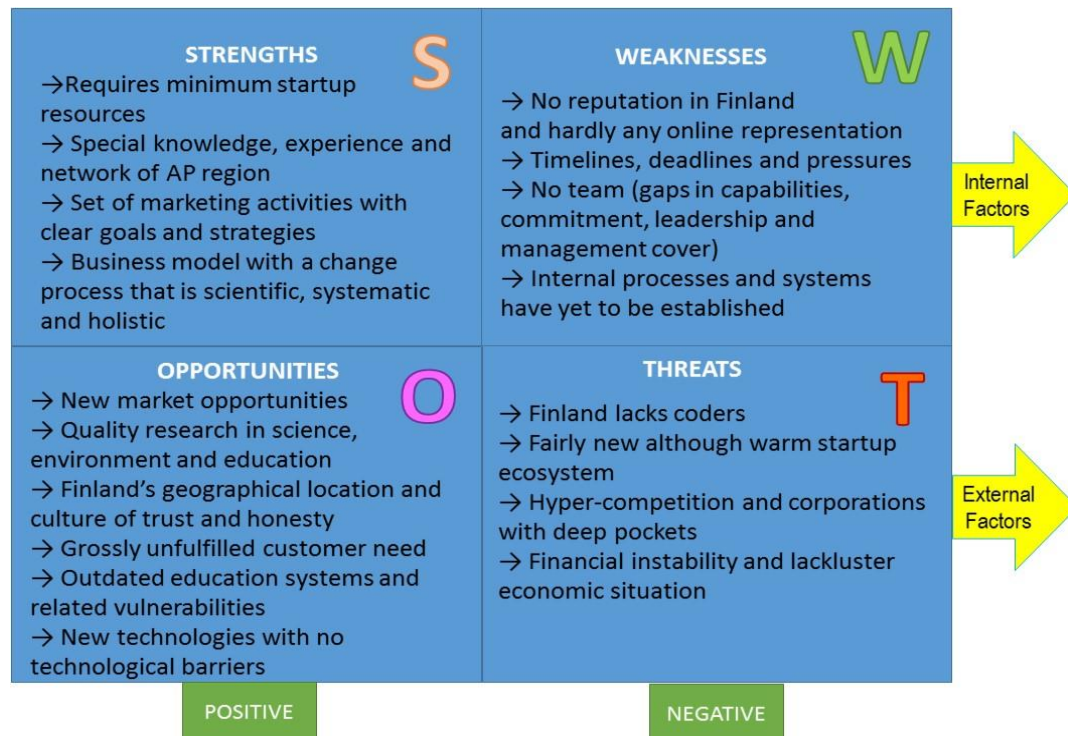 STRENGTHS
S
→Requires minimum startup
resources
→ Special knowledge, experience and
network of AP region
→ Set of marketing activities with
clear goals and strategies
→ Business model with a change
process that is scientific, systematic
and holistic
WEAKNESSES
W
→ No reputation in Finland
and hardly any online representation
→ Timelines, deadlines and pressures
→ No team (gaps in capabilities,
commitment, leadership and
management cover)
→ Internal processes and systems
have yet to be established
Internal
Factors
OPPORTUNITIES
O
→ New market opportunities
→ Quality research in science,
environment and education
→ Finland’s geographical location and
culture of trust and honesty
→ Grossly unfulfilled customer need
→ Outdated education systems and
related vulnerabilities
→ New technologies with no
technological barriers
THREATS
T
→ Finland lacks coders
→ Fairly new although warm startup
ecosystem
→ Hyper-competition and corporations
with deep pockets
→ Financial instability and lackluster
economic situation
External
Factors
POSITIVE
NEGATIVE